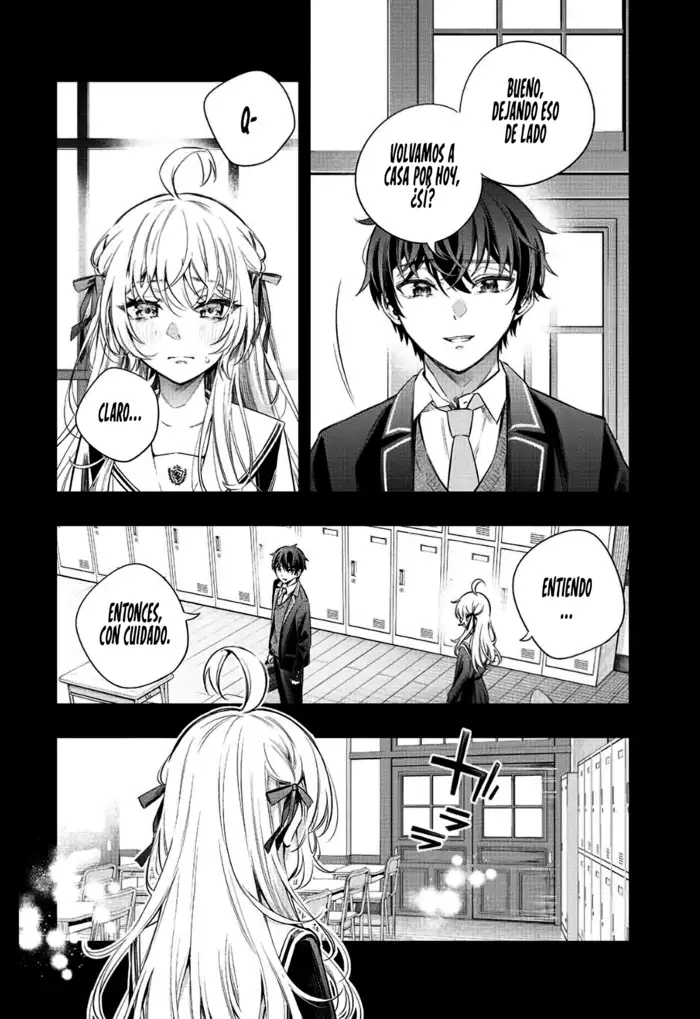 BUENO,
DEJANDO ESO
DE LADO
VOLVAMOS A
CASA POR HOY,
¿SÍ?
Q-
CLARO...
ENTIENDO
...
ENTONCES,
CON CUIDADO.